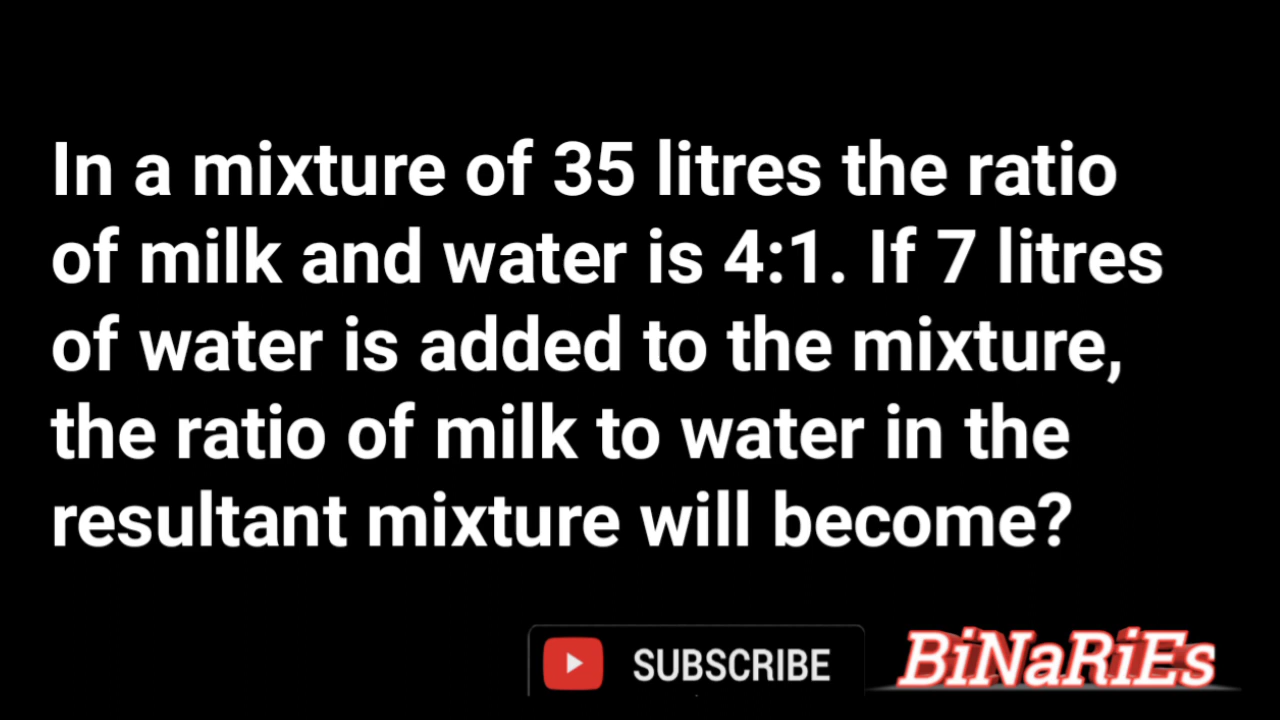 In a mixture of 35 litres the ratio
of milk and water is 4:1. If 7 litres
of water is added to the mixture,
the ratio of milk to water in the
resultant mixture will become?
SUBSCRIBE
BiNaRiEs